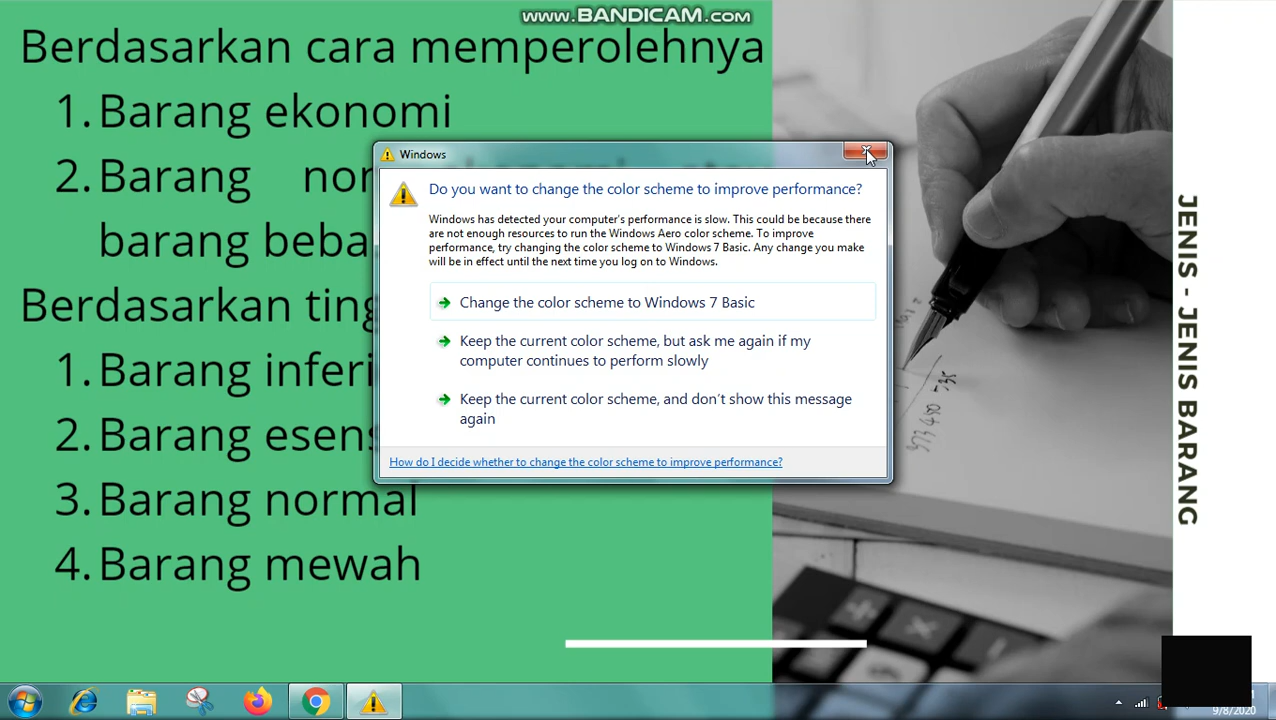 www.BANDICAM.com
Berdasarkan cara memperolehnya
1. Barang ekonomi
2. Barang
barang
Berdasarkan
1. Barang
2. Barang
3. Barang normal
4. Barang mewah
Windows
Do you want to change the color scheme to improve performance?
Windows has detected your computer's performance is slow. This could be because there
are not enough resources to run the Windows Aero color scheme. To improve
performance, try changing the color scheme to Windows 7 Basic. Any change you make
will be in effect until the next time you log on to Windows.
Change the color scheme to Windows 7 Basic
Keep the current color scheme, but ask me again if my
computer continues to perform slowly
Keep the current color scheme, and don't show this message
again
How do I decide whether to change the color scheme to improve performance?
JENIS - JENIS BARANG
9/8/2020